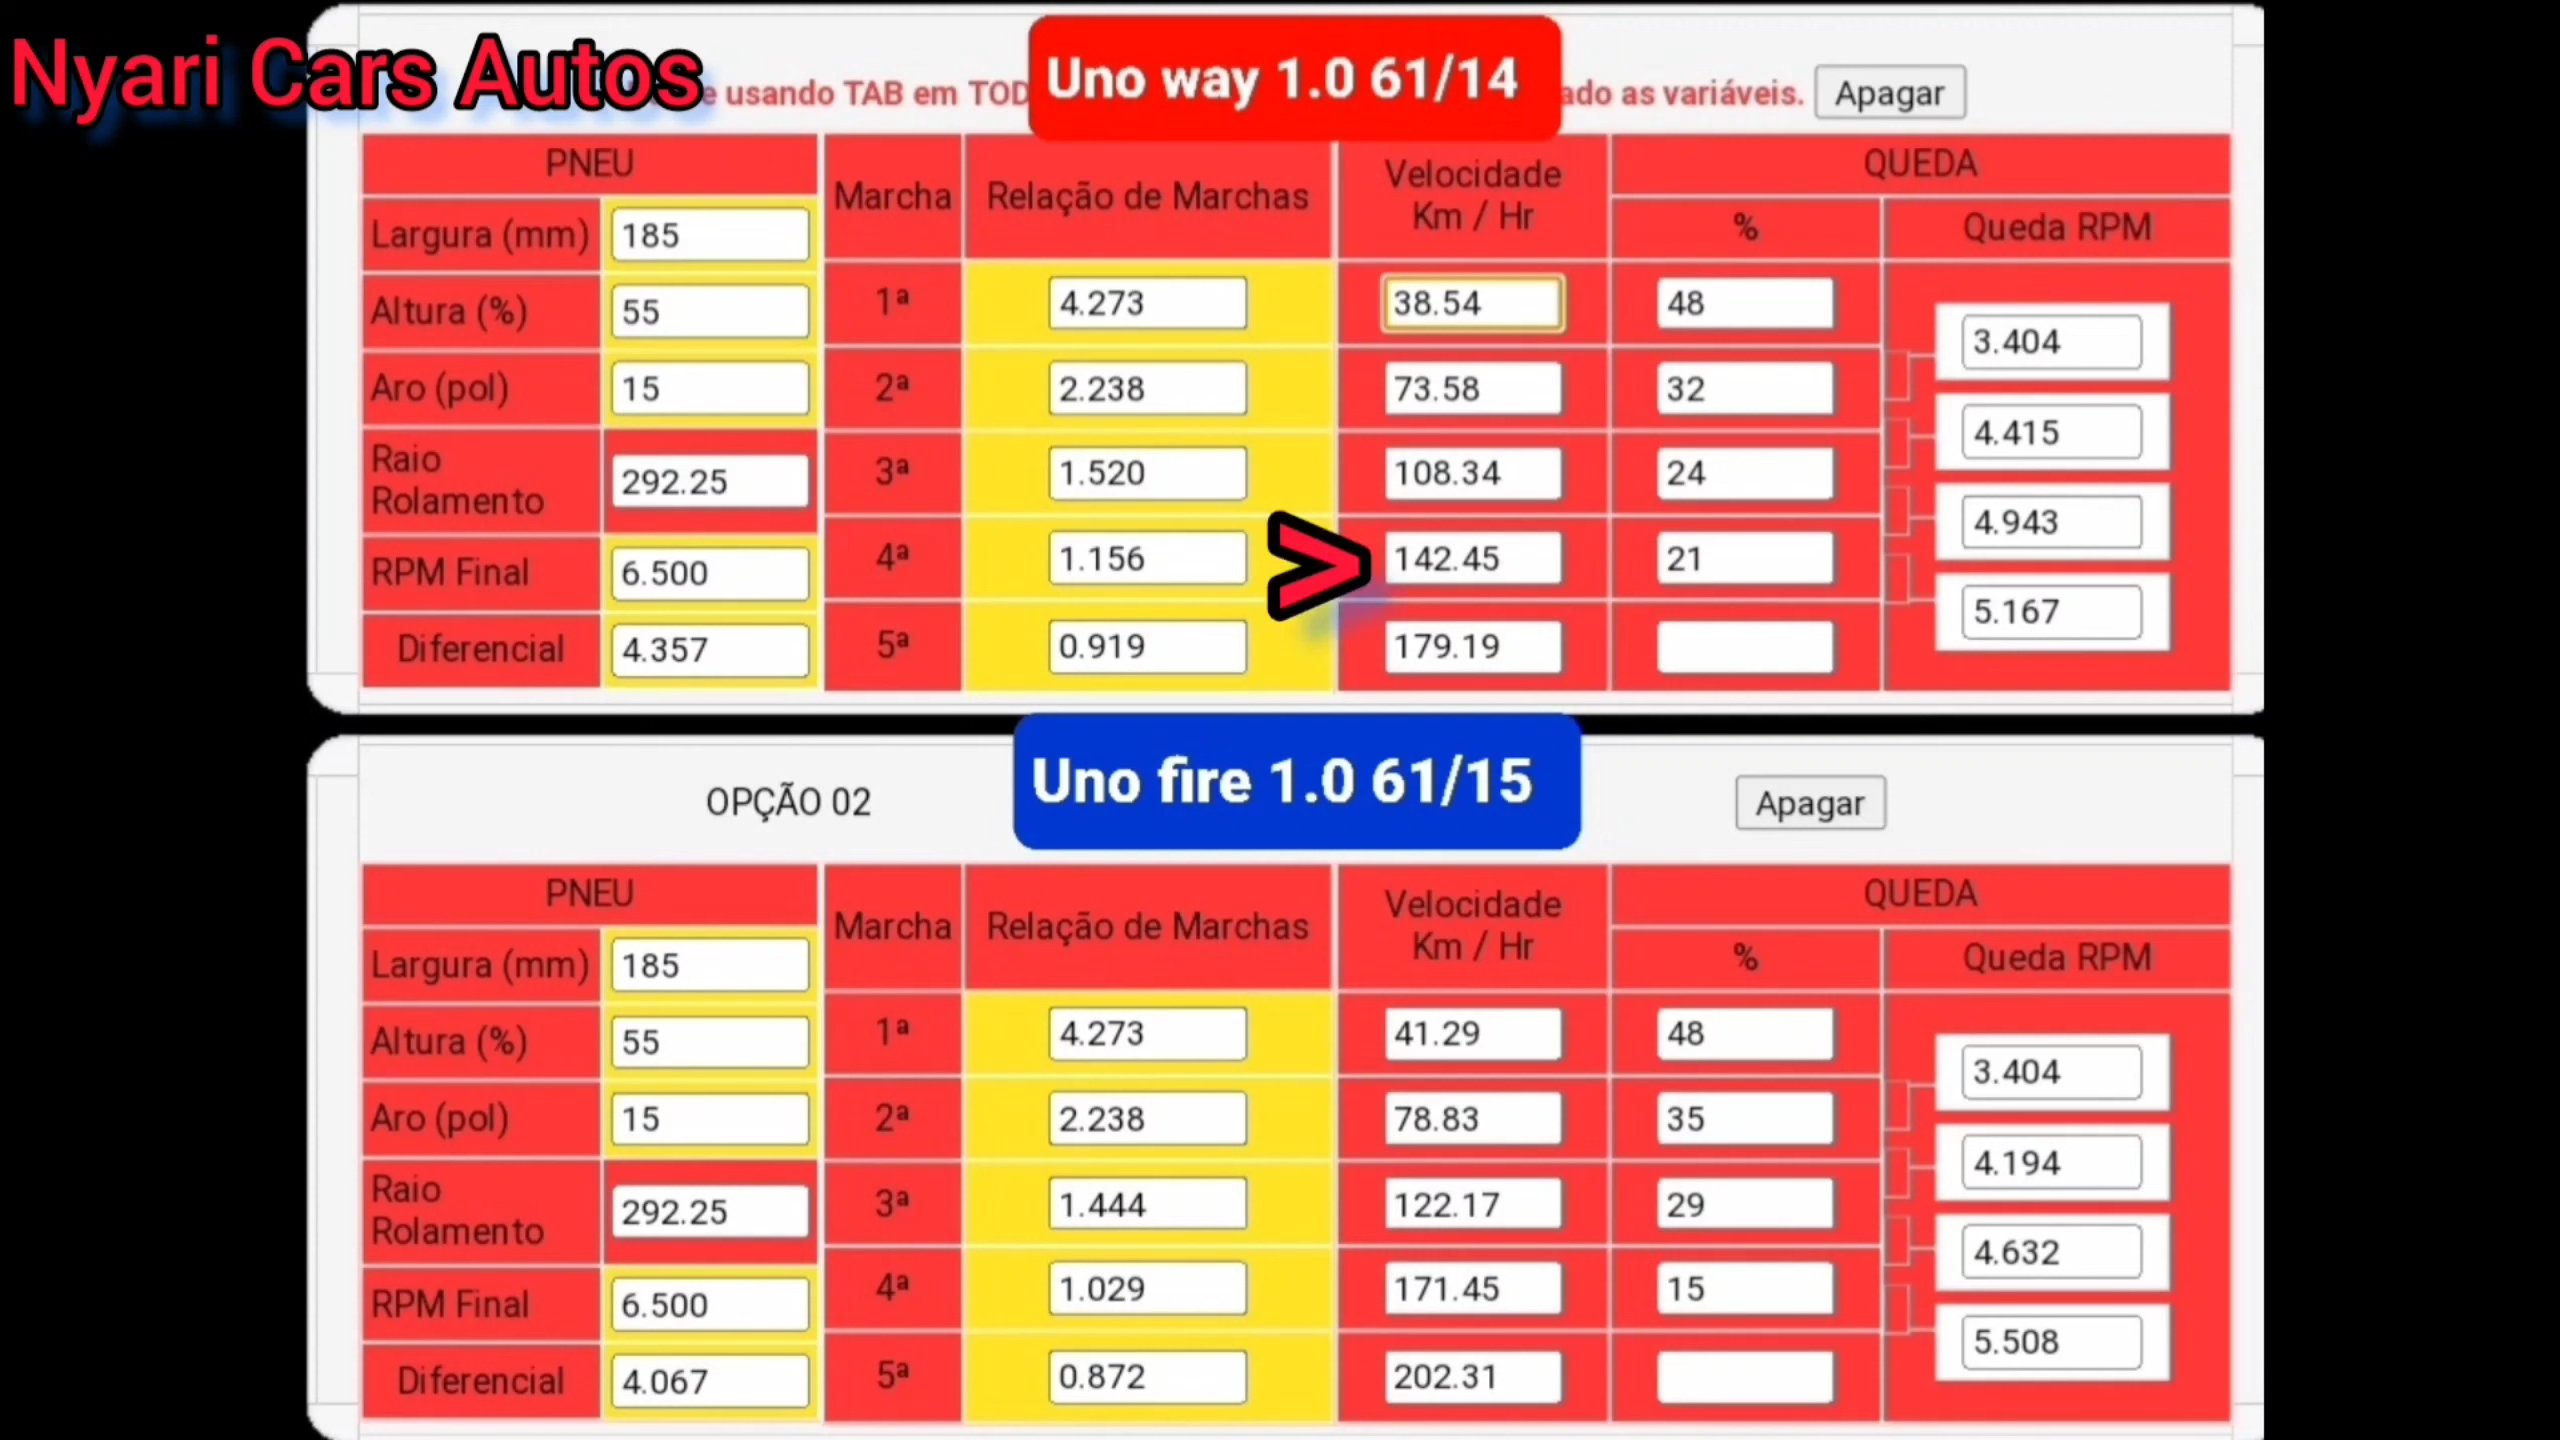 Nyari Cars Autos
Uno way 1.0 61/14
e usando TAB em TOD
ado as variáveis.
Apagar
PNEU
Marcha
Relação de Marchas
Velocidade
Km / Hr
QUEDA
%
Queda RPM
Largura (mm) 185
Altura (%) 55
Aro (pol) 15
Raio
Rolamento 292.25
RPM Final 6.500
Diferencial 4.357
1ª 4.273 38.54 48
2ª 2.238 73.58 32
3ª 1.520 108.34 24
4ª 1.156 > 142.45 21
5ª 0.919 179.19
3.404
4.415
4.943
5.167
OPÇÃO 02
Uno fire 1.0 61/15
Apagar
PNEU
Marcha
Relação de Marchas
Velocidade
Km / Hr
QUEDA
%
Queda RPM
Largura (mm) 185
Altura (%) 55
Aro (pol) 15
Raio
Rolamento 292.25
RPM Final 6.500
Diferencial 4.067
1ª 4.273 41.29 48
2ª 2.238 78.83 35
3ª 1.444 122.17 29
4ª 1.029 171.45 15
5ª 0.872 202.31
3.404
4.194
4.632
5.508